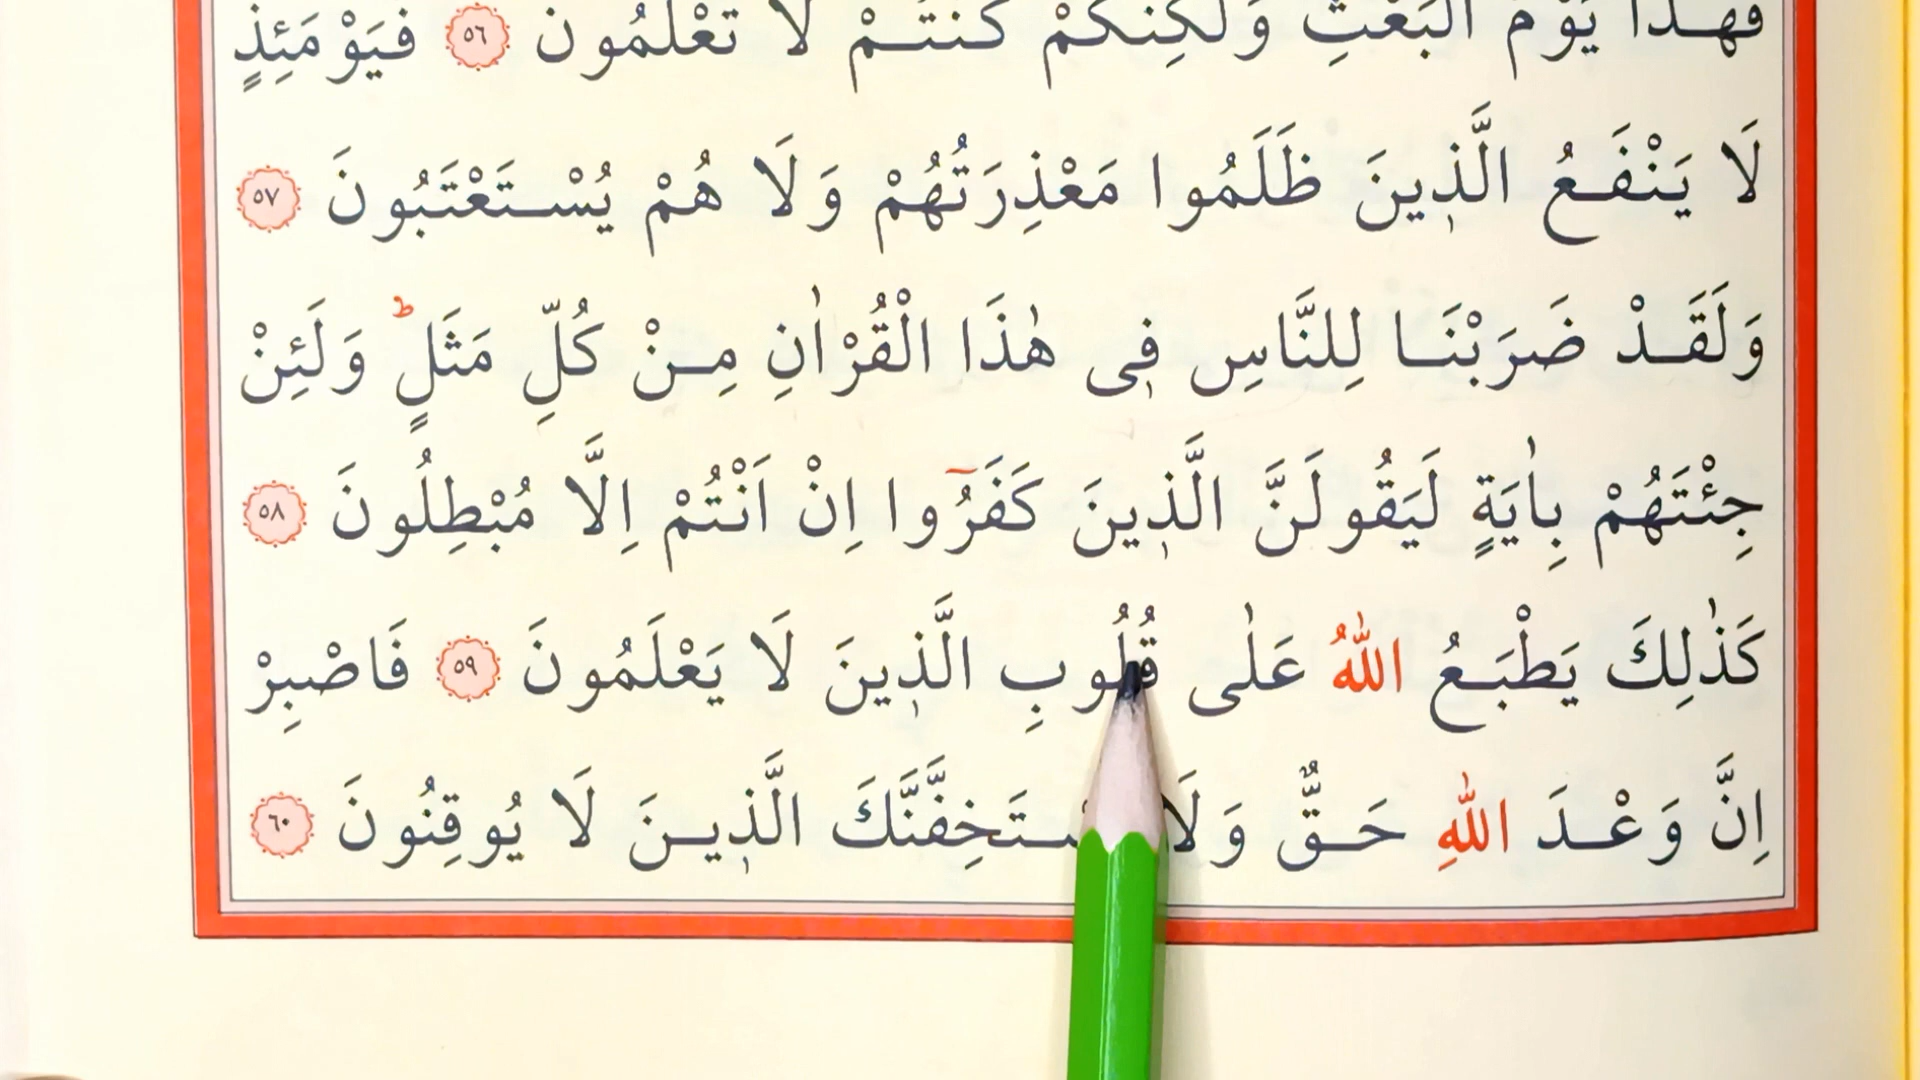 فَهٰذَا يَوْمُ الْبَعْثِ وَلٰكِنَّكُمْ كُنْتُمْ لَا تَعْلَمُونَ ٥٦ فَيَوْمَئِذٍ
لَا يَنْفَعُ الَّذ۪ينَ ظَلَمُوا مَعْذِرَتُهُمْ وَلَا هُمْ يُسْتَعْتَبُونَ ٥٧
وَلَقَدْ ضَرَبْنَا لِلنَّاسِ ف۪ى هٰذَا الْقُرْاٰنِ مِنْ كُلِّ مَثَلٍۜ وَلَئِنْ
جِئْتَهُمْ بِاٰيَةٍ لَيَقُولَنَّ الَّذ۪ينَ كَفَرُٓوا اِنْ اَنْتُمْ اِلَّا مُبْطِلُونَ ٥٨
كَذٰلِكَ يَطْبَعُ اللّٰهُ عَلٰى قُلُوبِ الَّذ۪ينَ لَا يَعْلَمُونَ ٥٩ فَاصْبِرْ
اِنَّ وَعْدَ اللّٰهِ حَقٌّ وَلَا الَّذ۪ينَ لَا يُوقِنُونَ ٦٠